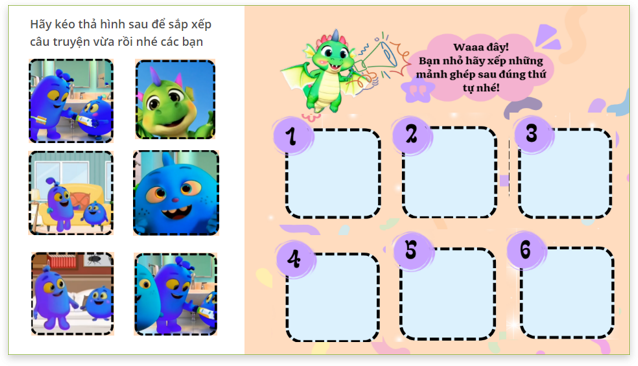 Hãy kéo thả hình sau để sắp xếp
câu truyện vừa rồi nhé các bạn
Waaa đây!
Bạn nhỏ hãy xếp những
mảnh ghép sau đúng thứ
tự nhé!
1
2
3
4
5
6